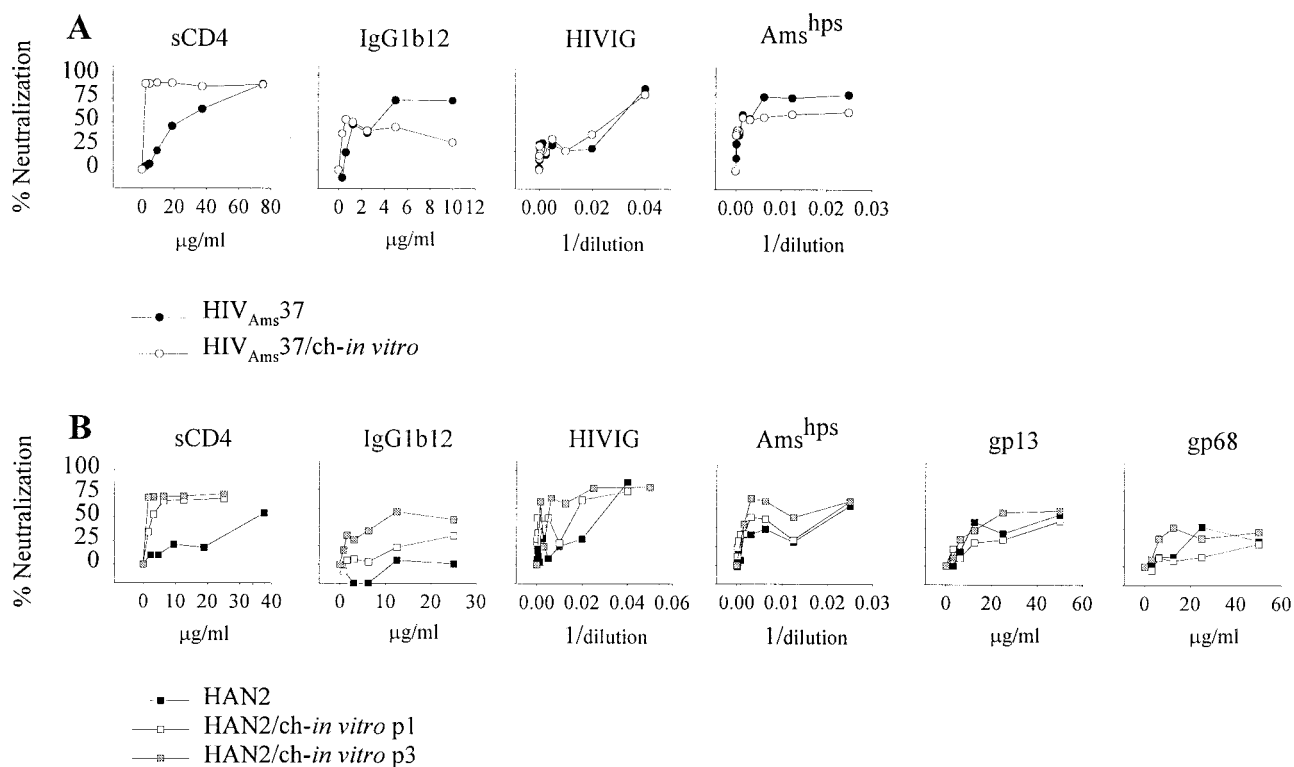 A
sCD4 IgG1b12 HIVIG Ams^hps
% Neutralization
100
75
50
25
0
0 20 40 60 80 0 2 4 6 8 10 12 0.00 0.02 0.04 0.00 0.01 0.02 0.03
μg/ml μg/ml 1/dilution 1/dilution
HIV_Ams37
HIV_Ams37/ch-in vitro
B
sCD4 IgG1b12 HIVIG Ams^hps gp13 gp68
% Neutralization
100
75
50
25
0
0 10 20 30 40 0 10 20 30 0.00 0.02 0.04 0.06 0.00 0.01 0.02 0.03 0 20 40 60 0 20 40 60
μg/ml μg/ml 1/dilution 1/dilution μg/ml μg/ml
HAN2
HAN2/ch-in vitro p1
HAN2/ch-in vitro p3